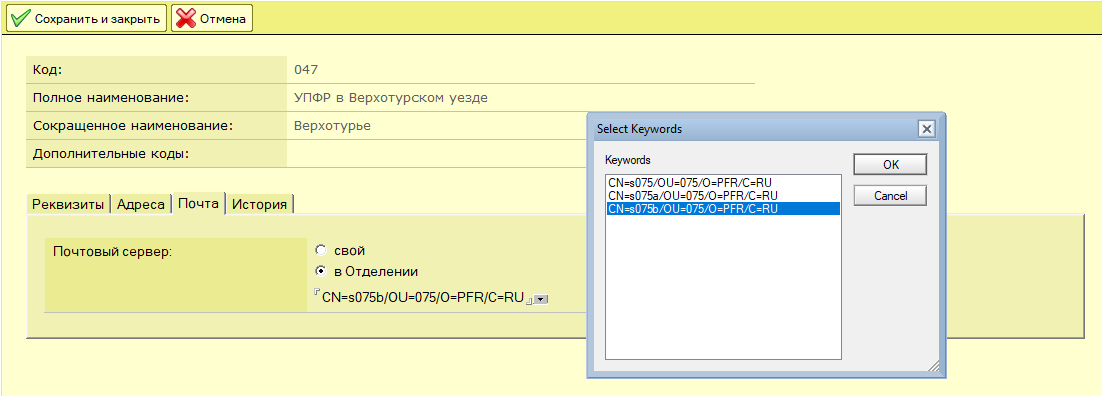 Сохранить и закрыть Отмена
Код: 047
Полное наименование: УПФР в Верхотурском уезде
Сокращенное наименование: Верхотурье
Дополнительные коды:
Реквизиты Адреса Почта История
Почтовый сервер: свой
в Отделении
CN=s075b/OU=075/O=PFR/C=RU
Select Keywords
Keywords
CN=s075/OU=075/O=PFR/C=RU
CN=s075a/OU=075/O=PFR/C=RU
CN=s075b/OU=075/O=PFR/C=RU
OK
Cancel